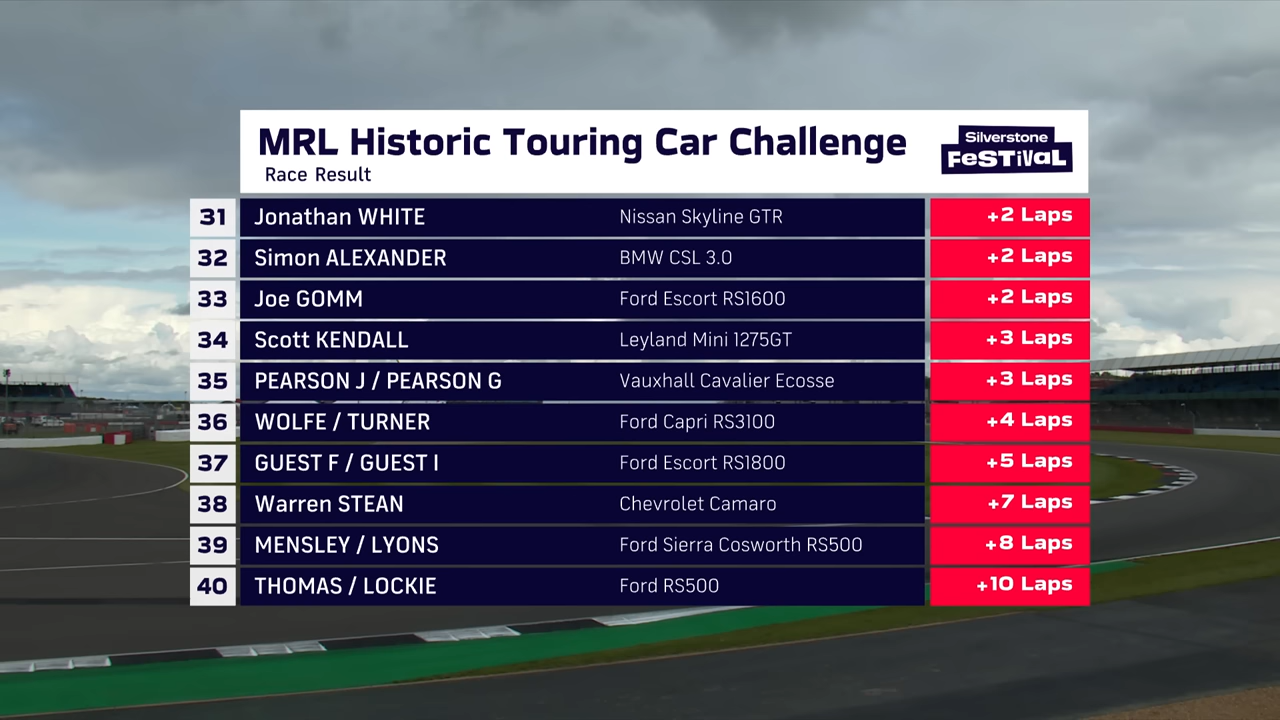 MRL Historic Touring Car Challenge
Race Result
Silverstone
FeSTiVaL
31 Jonathan WHITE Nissan Skyline GTR +2 Laps
32 Simon ALEXANDER BMW CSL 3.0 +2 Laps
33 Joe GOMM Ford Escort RS1600 +2 Laps
34 Scott KENDALL Leyland Mini 1275GT +3 Laps
35 PEARSON J / PEARSON G Vauxhall Cavalier Ecosse +3 Laps
36 WOLFE / TURNER Ford Capri RS3100 +4 Laps
37 GUEST F / GUEST I Ford Escort RS1800 +5 Laps
38 Warren STEAN Chevrolet Camaro +7 Laps
39 MENSLEY / LYONS Ford Sierra Cosworth RS500 +8 Laps
40 THOMAS / LOCKIE Ford RS500 +10 Laps